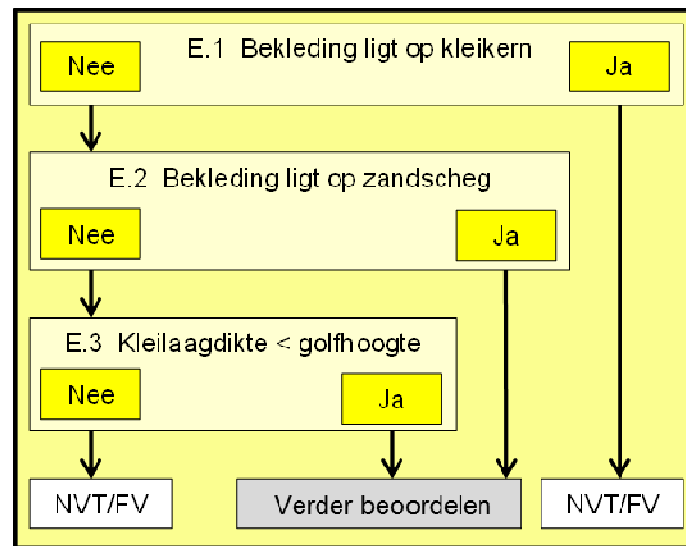 E.1 Bekleding ligt op kleikern
Nee
Ja
E.2 Bekleding ligt op zandscheg
Nee
Ja
E.3 Kleilaagdikte < golfhoogte
Nee
Ja
NVT/FV
Verder beoordelen
NVT/FV